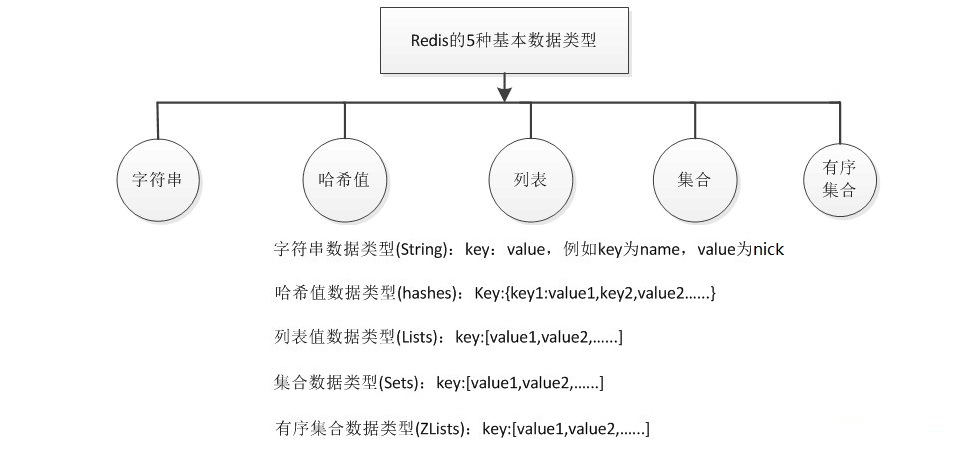 Redis的5种基本数据类型
字符串
哈希值
列表
集合
有序
集合
字符串数据类型(String)：key：value，例如key为name，value为nick
哈希值数据类型(hashes)：Key:{key1:value1,key2,value2......}
列表值数据类型(Lists)：key:[value1,value2,......]
集合数据类型(Sets)：key:[value1,value2,......]
有序集合数据类型(ZLists)：key:[value1,value2,......]